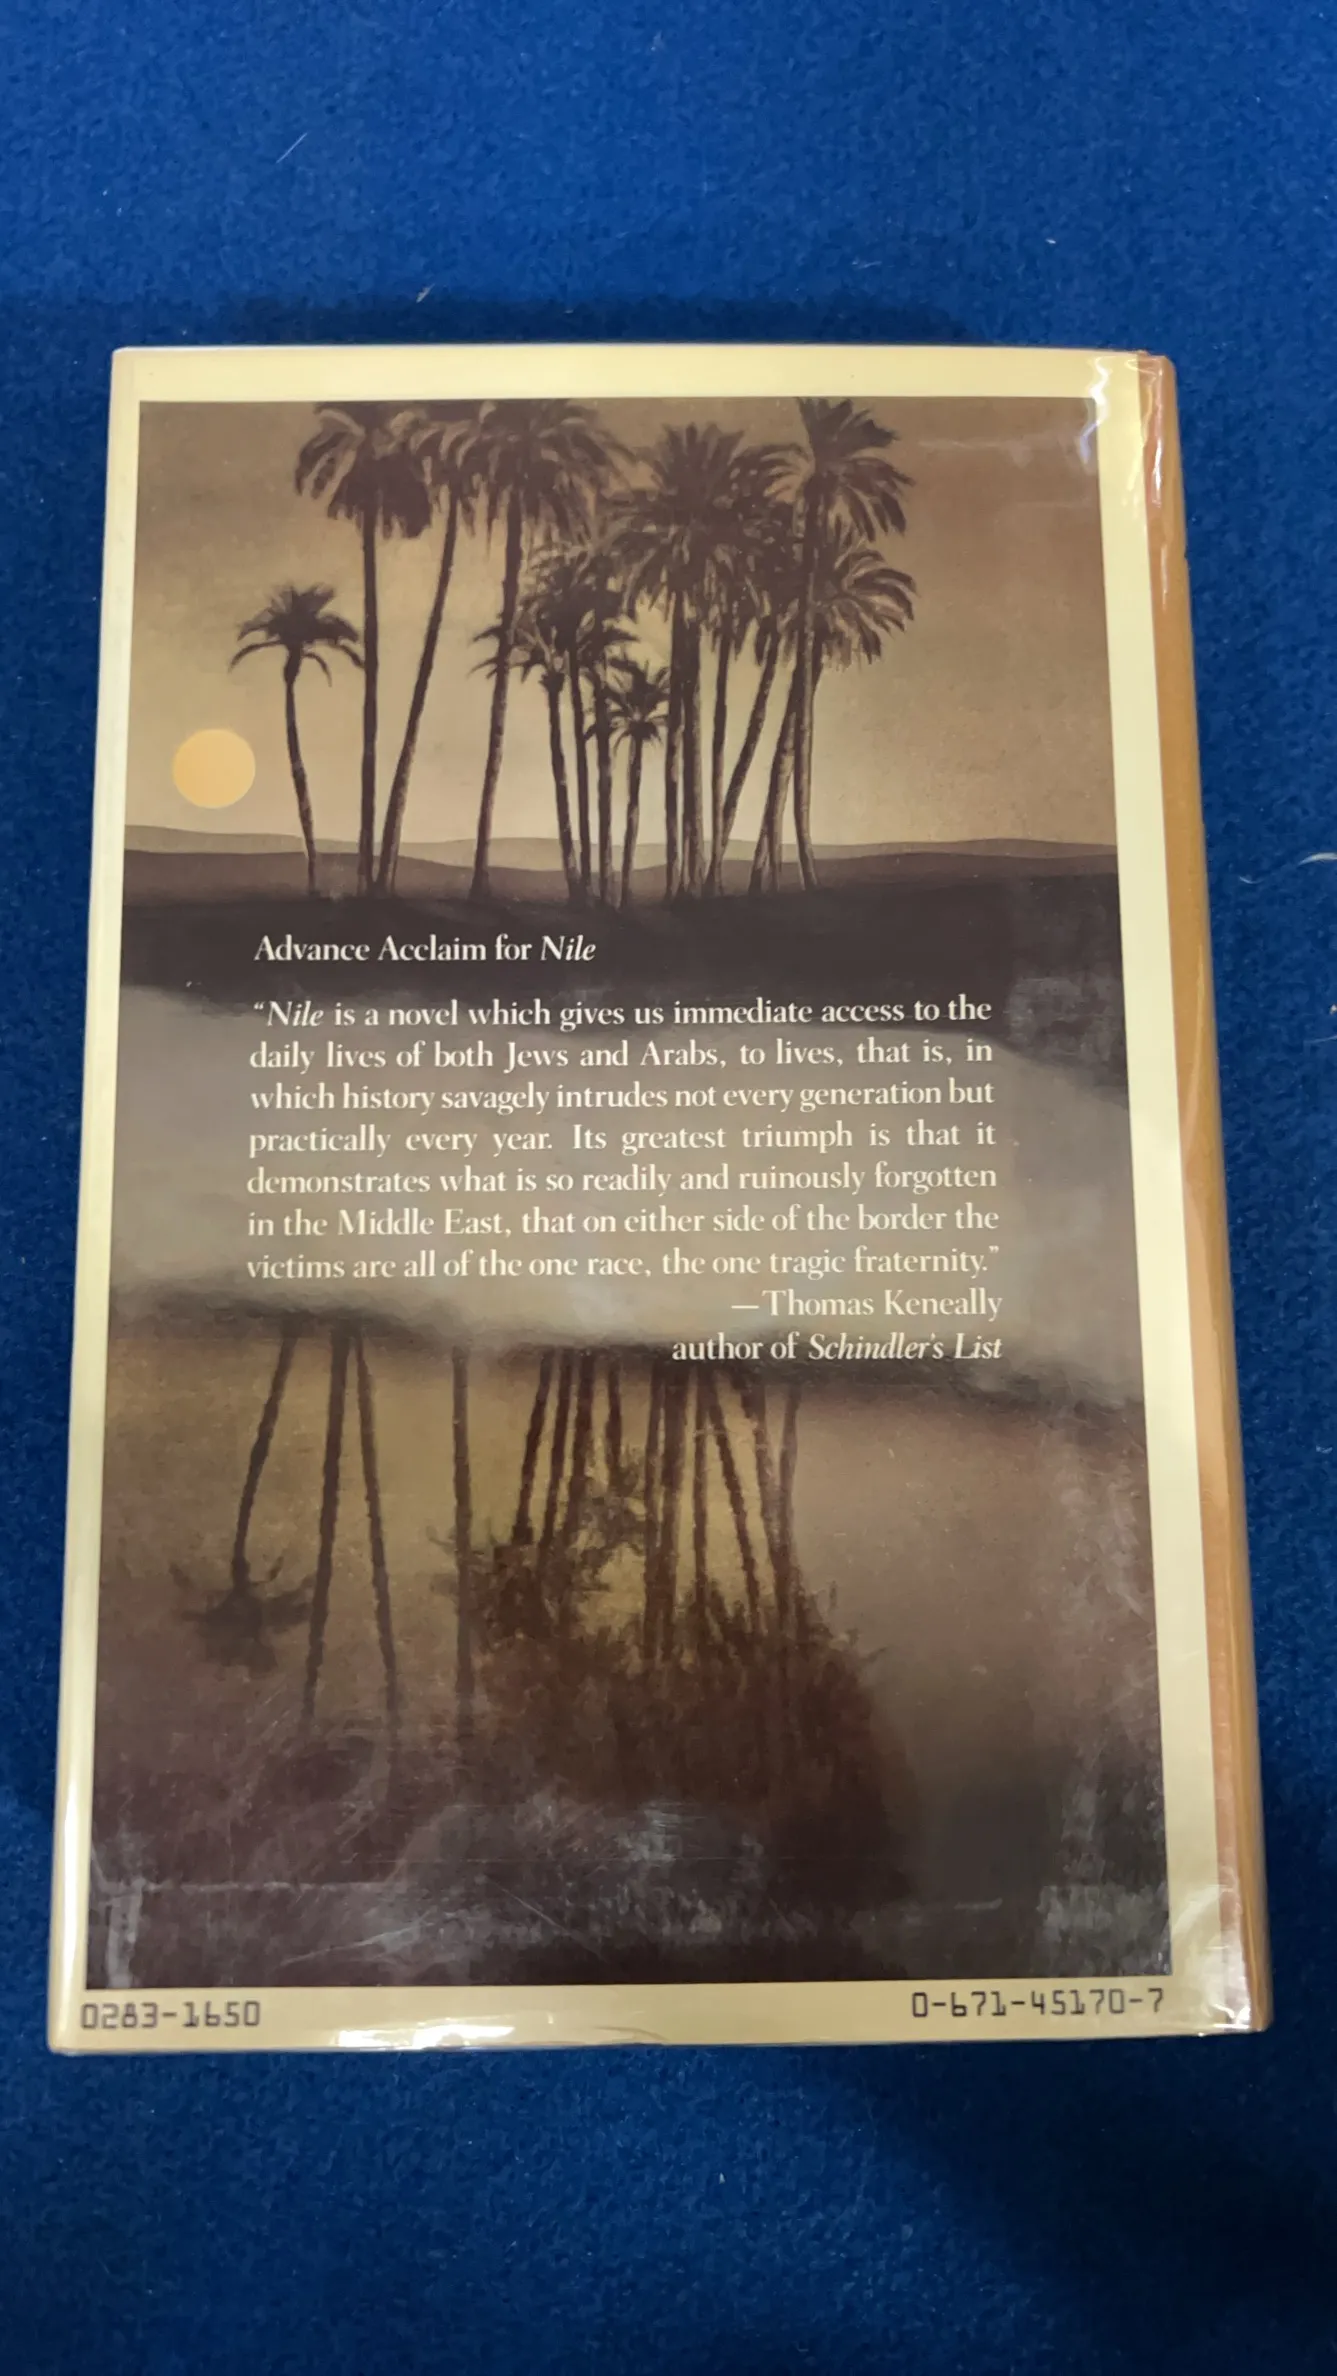 Advance Acclaim for Nile
“Nile is a novel which gives us immediate access to the
daily lives of both Jews and Arabs, to lives, that is, in
which history savagely intrudes not every generation but
practically every year. Its greatest triumph is that it
demonstrates what is so readily and ruinously forgotten
in the Middle East, that on either side of the border the
victims are all of the one race, the one tragic fraternity.”
—Thomas Keneally
author of Schindler's List
0283-1650
0-671-45170-7